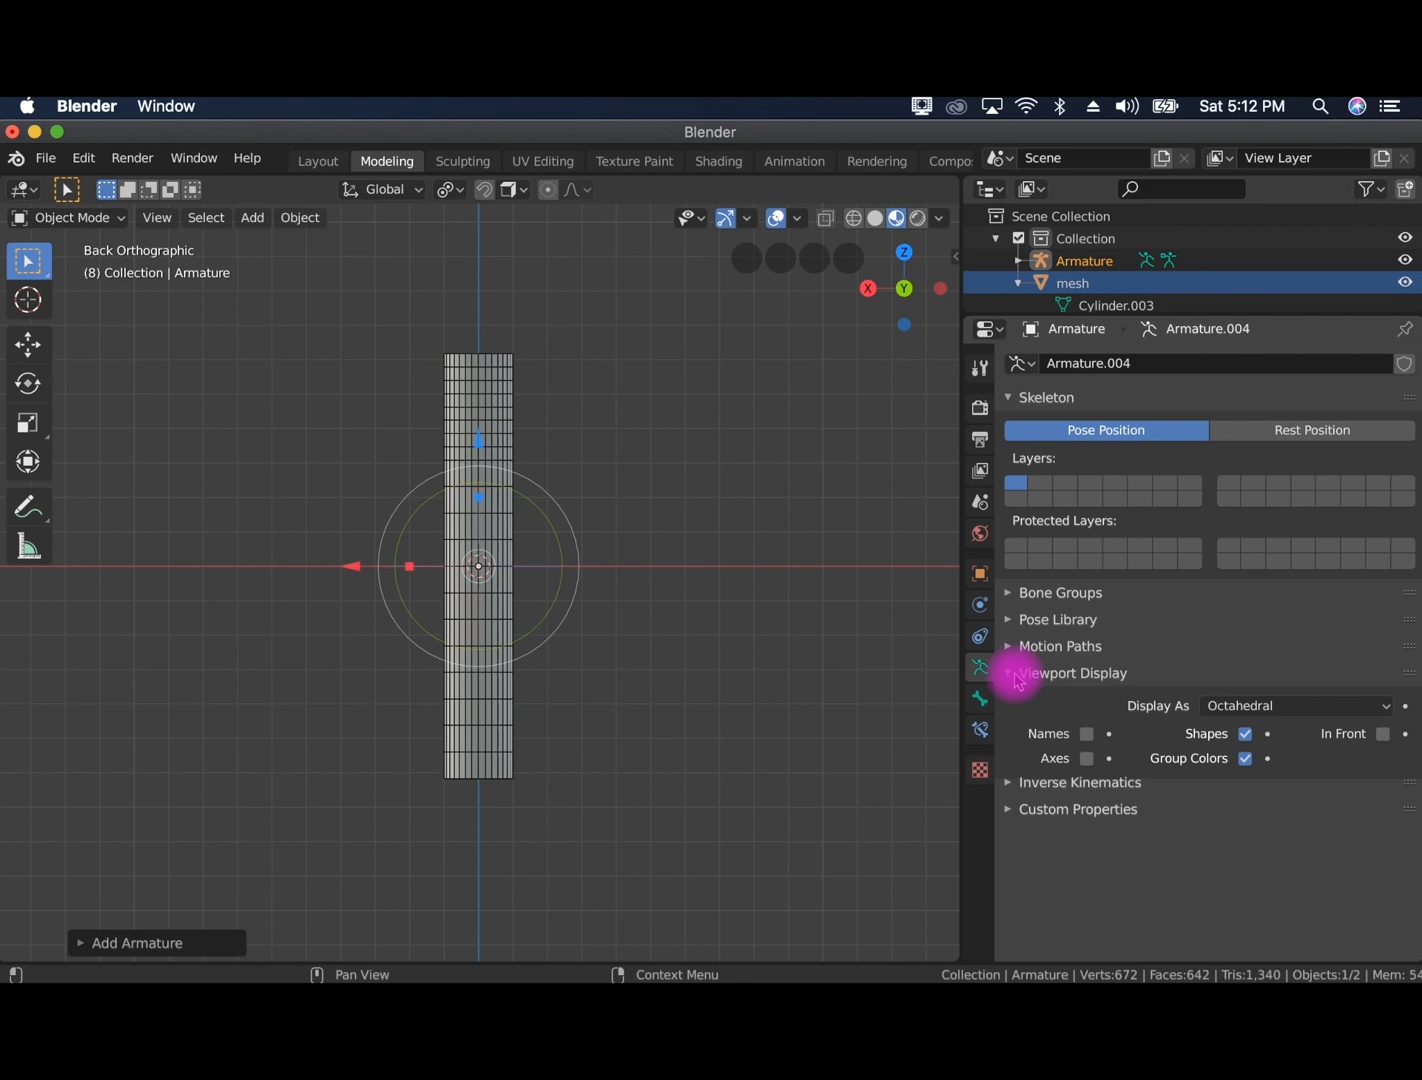 Blender Window Sat 5:12 PM
Blender
File Edit Render Window Help Layout Modeling Sculpting UV Editing Texture Paint Shading Animation Rendering Compo Scene View Layer
Global
Object Mode View Select Add Object
Scene Collection
Back Orthographic
Collection
(8) Collection | Armature
Armature
mesh
Cylinder.003
Z
X Y
Armature Armature.004
Armature.004
Skeleton
Pose Position Rest Position
Layers:
Protected Layers:
Bone Groups
Pose Library
Motion Paths
Viewport Display
Display As Octahedral
Names Shapes In Front
Axes Group Colors
Inverse Kinematics
Custom Properties
Add Armature
Pan View Context Menu Collection | Armature | Verts:672 | Faces:642 | Tris:1,340 | Objects:1/2 | Mem: 54